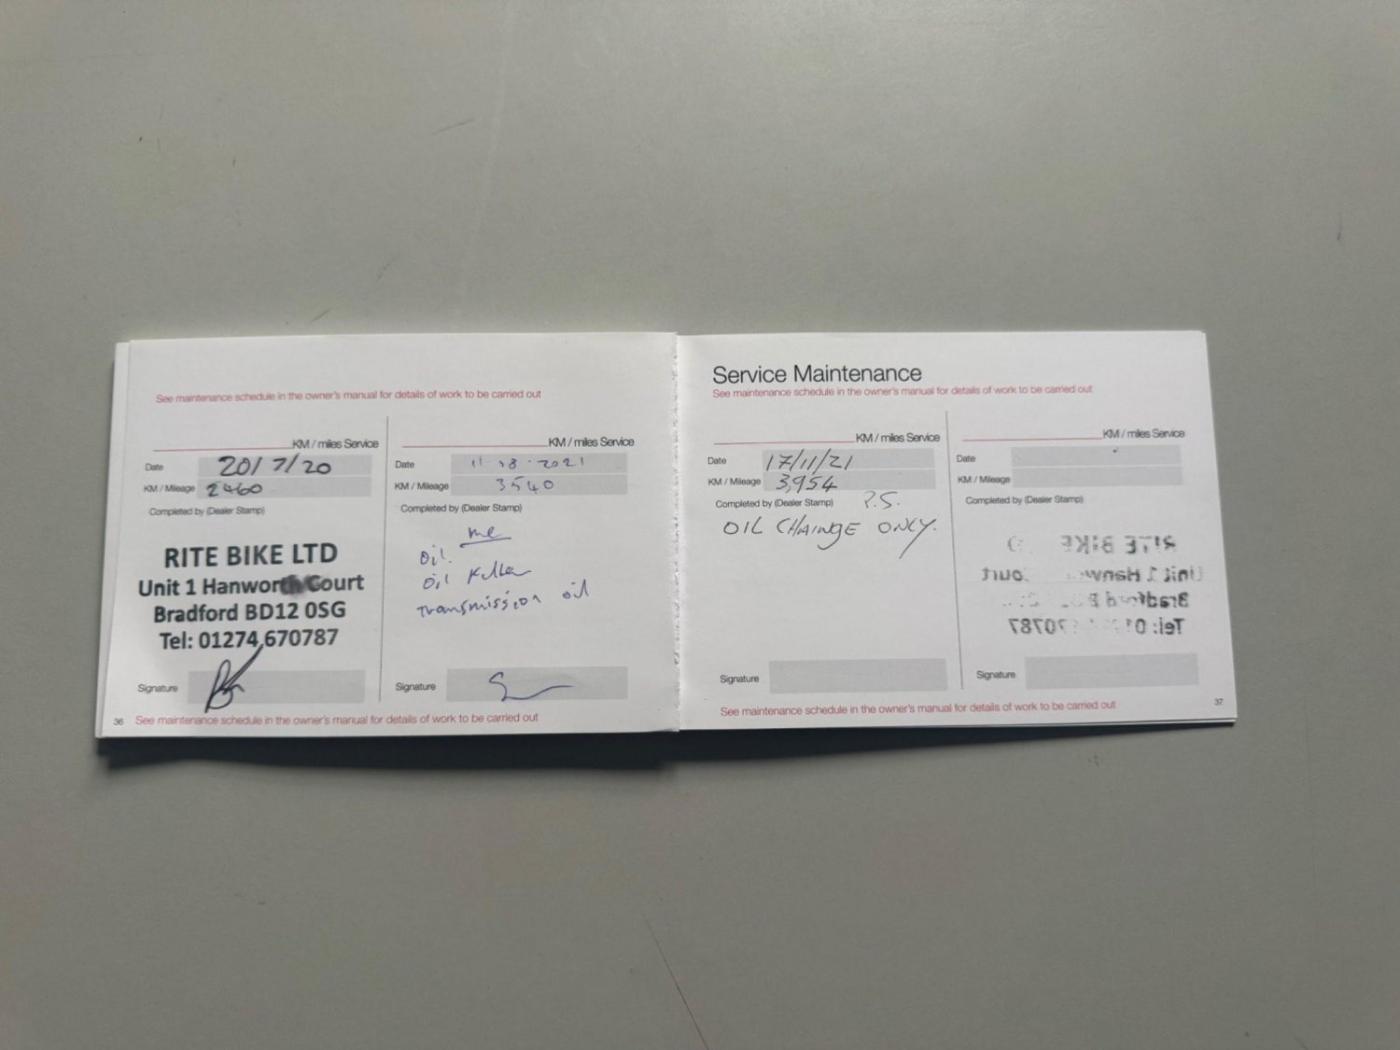 See maintenance schedule in the owner's manual for details of work to be carried out
KM / miles Service
Date 20/7/20
KM / Mileage 2460
Completed by (Dealer Stamp)
RITE BIKE LTD
Unit 1 Hanworth Court
Bradford BD12 0SG
Tel: 01274 670787
Signature
36 See maintenance schedule in the owner's manual for details of work to be carried out
KM / miles Service
Date 11-08-2021
KM / Mileage 3540
Completed by (Dealer Stamp)
me
oil.
oil filter
transmission oil
Signature
Service Maintenance
See maintenance schedule in the owner's manual for details of work to be carried out
KM / miles Service
Date 17/11/21
KM / Mileage 3,954
Completed by (Dealer Stamp) P.S.
OIL CHAINGE ONLY.
Signature
KM / miles Service
Date
KM / Mileage
Completed by (Dealer Stamp)
Signature
See maintenance schedule in the owner's manual for details of work to be carried out
37